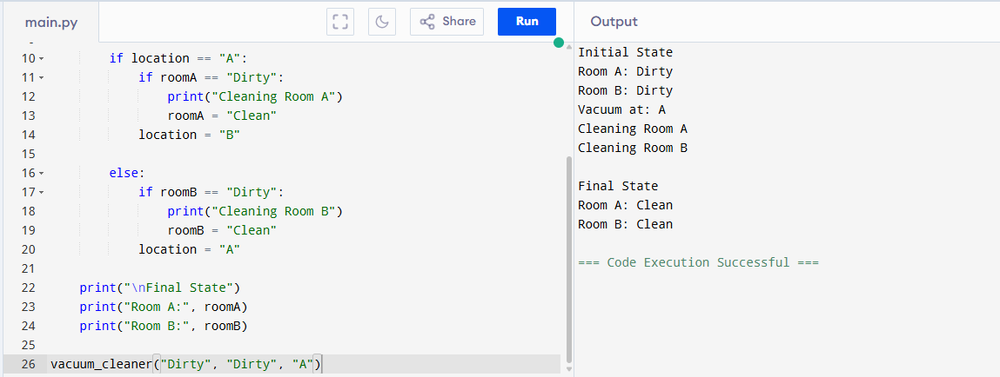 main.py
Share
Run
Output
10 if location == "A":
11 if roomA == "Dirty":
12 print("Cleaning Room A")
13 roomA = "Clean"
14 location = "B"
15
16 else:
17 if roomB == "Dirty":
18 print("Cleaning Room B")
19 roomB = "Clean"
20 location = "A"
21
22 print("\nFinal State")
23 print("Room A:", roomA)
24 print("Room B:", roomB)
25
26 vacuum_cleaner("Dirty", "Dirty", "A")
Initial State
Room A: Dirty
Room B: Dirty
Vacuum at: A
Cleaning Room A
Cleaning Room B
Final State
Room A: Clean
Room B: Clean
=== Code Execution Successful ===